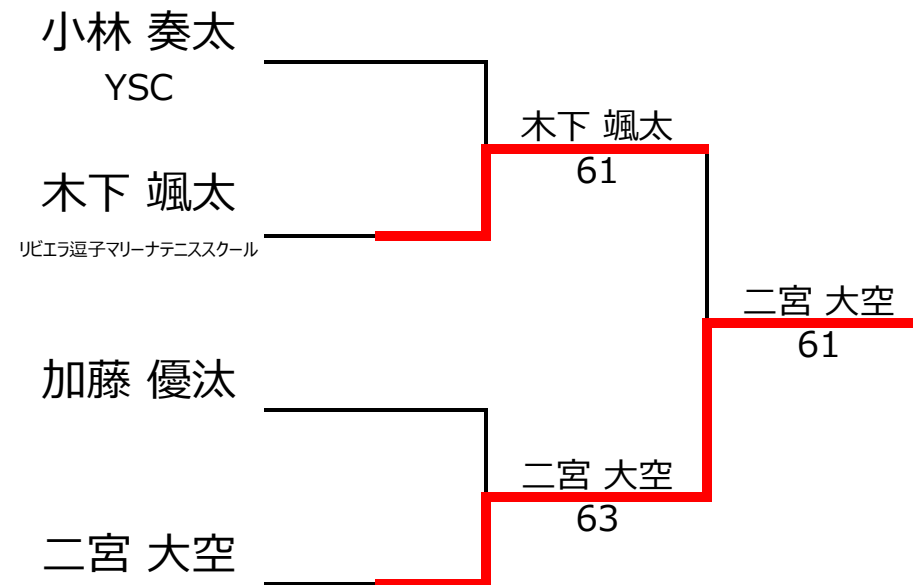 小林 奏太
YSC
木下 颯太
61
木下 颯太
リビエラ逗子マリーナテニススクール
二宮 大空
61
加藤 優汰
二宮 大空
63
二宮 大空